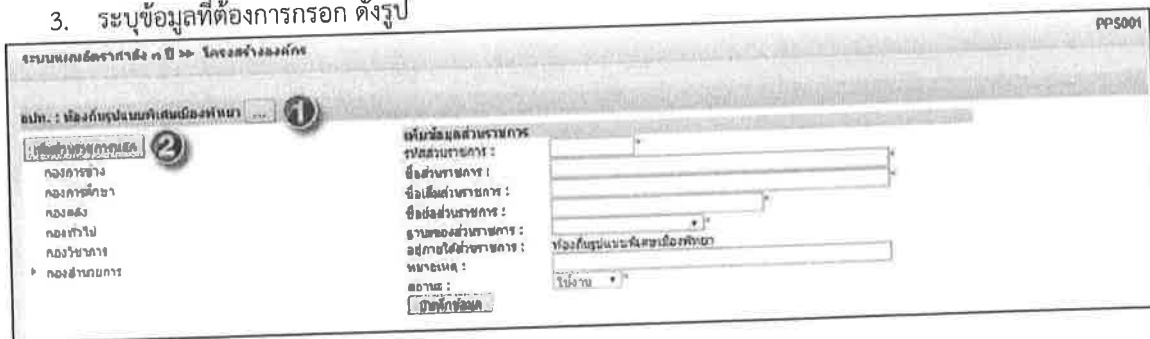 3. ระบุข้อมูลที่ต้องการกรอก ดังรูป
PPS001
ระบบแผนอัตรากำลัง ๓ ปี >> โครงสร้างองค์กร
อปท. : ท้องถิ่นรูปแบบพิเศษเมืองพัทยา ... 1
เพิ่มส่วนราชการหลัก 2
กองการช่าง
กองการศึกษา
กองคลัง
กองทั่วไป
กองวิชาการ
กองอำนวยการ
เพิ่มข้อมูลส่วนราชการ
รหัสส่วนราชการ : *
ชื่อส่วนราชการ : *
ชื่อเต็มส่วนราชการ : *
ชื่อย่อส่วนราชการ : *
ฐานะของส่วนราชการ : *
อยู่ภายใต้ส่วนราชการ : ท้องถิ่นรูปแบบพิเศษเมืองพัทยา
หมายเหตุ :
สถานะ : ใช้งาน *
บันทึกข้อมูล